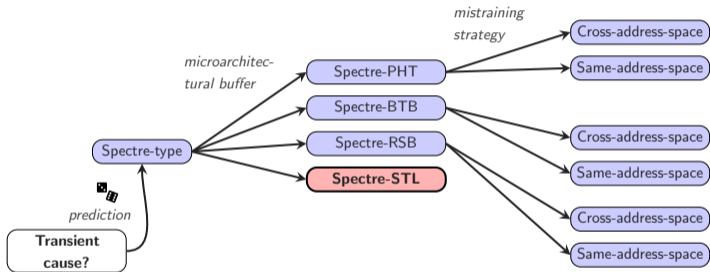 mistraining
strategy
Cross-address-space
microarchitec-
tural buffer
Spectre-PHT
Same-address-space
Spectre-BTB
Spectre-RSB
Cross-address-space
Spectre-type
Spectre-STL
Same-address-space
prediction
Cross-address-space
Transient
cause?
Same-address-space